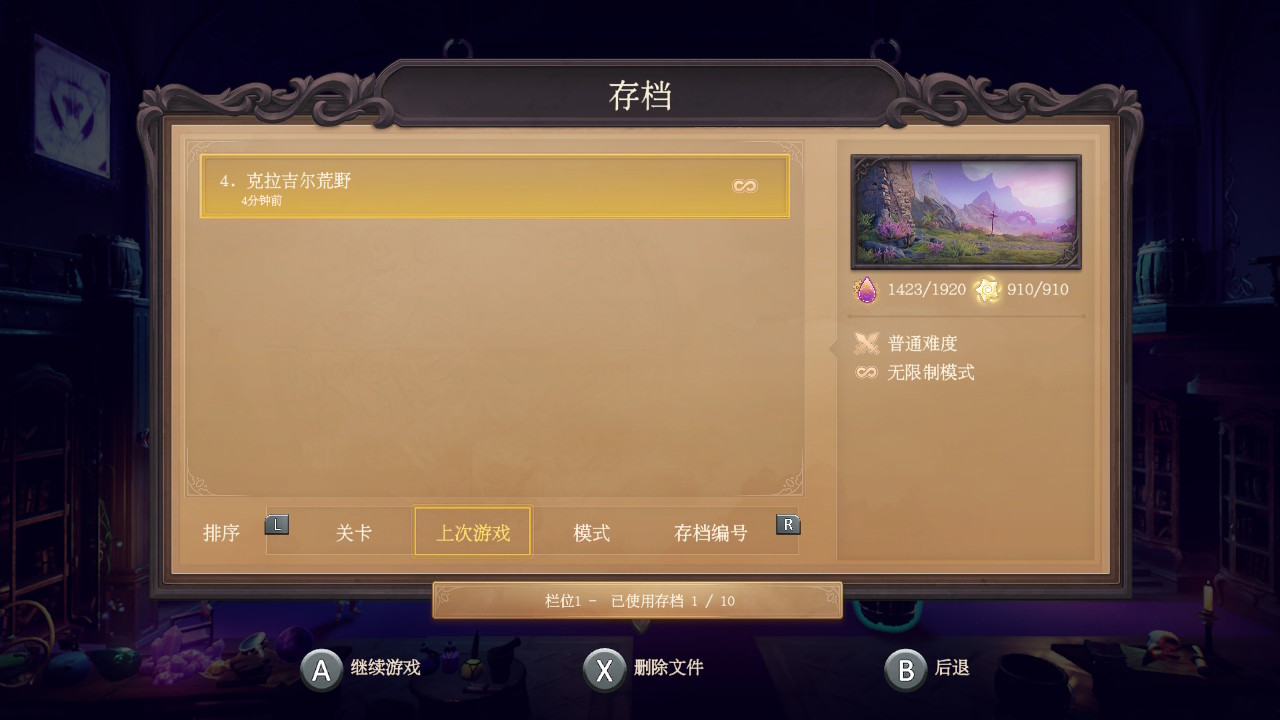 存档
4. 克拉吉尔荒野
4分钟前
1423/1920 910/910
普通难度
无限制模式
排序 L 关卡 上次游戏 模式 存档编号 R
栏位1 - 已使用存档 1 / 10
A 继续游戏 X 删除文件 B 后退